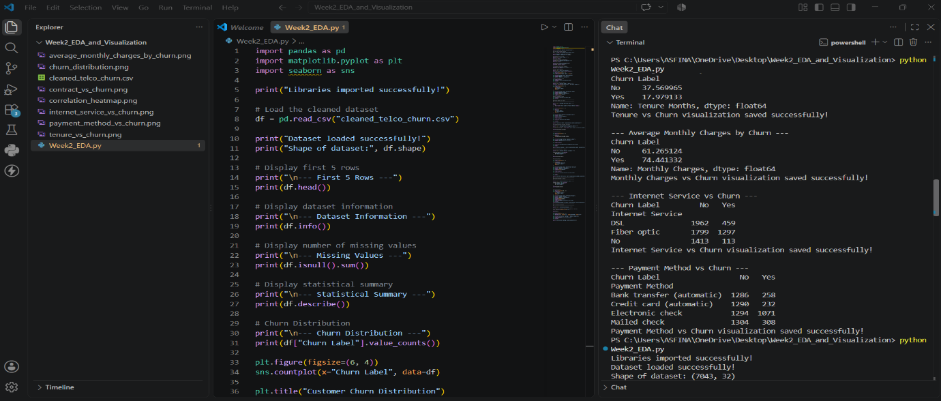 File Edit Selection View Go Run Terminal Help
Week2_EDA_and_Visualization
Explorer
Week2_EDA_and_Visualization
average_monthly_charges_by_churn.png
churn_distribution.png
cleaned_telco_churn.csv
contract_vs_churn.png
correlation_heatmap.png
internet_service_vs_churn.png
payment_method_vs_churn.png
tenure_vs_churn.png
Week2_EDA.py 1
Timeline
Welcome Week2_EDA.py 1
Week2_EDA.py > ...
1 import pandas as pd
2 import matplotlib.pyplot as plt
3 import seaborn as sns
4
5 print("Libraries imported successfully!")
6
7 # Load the cleaned dataset
8 df = pd.read_csv("cleaned_telco_churn.csv")
9
10 print("Dataset loaded successfully!")
11 print("Shape of dataset:", df.shape)
12
13 # Display first 5 rows
14 print("\n--- First 5 Rows ---")
15 print(df.head())
16
17 # Display dataset information
18 print("\n--- Dataset Information ---")
19 print(df.info())
20
21 # Display number of missing values
22 print("\n--- Missing Values ---")
23 print(df.isnull().sum())
24
25 # Display statistical summary
26 print("\n--- Statistical Summary ---")
27 print(df.describe())
28
29 # Churn Distribution
30 print("\n--- Churn Distribution ---")
31 print(df["Churn Label"].value_counts())
32
33 plt.figure(figsize=(6, 4))
34 sns.countplot(x="Churn Label", data=df)
35
36 plt.title("Customer Churn Distribution")
Chat
Terminal
powershell
PS C:\Users\ASFINA\OneDrive\Desktop\Week2_EDA_and_Visualization> python
Week2_EDA.py
Churn Label
No 37.569965
Yes 17.979133
Name: Tenure Months, dtype: float64
Tenure vs Churn visualization saved successfully!
--- Average Monthly Charges by Churn ---
Churn Label
No 61.265124
Yes 74.441332
Name: Monthly Charges, dtype: float64
Monthly Charges vs Churn visualization saved successfully!
--- Internet Service vs Churn ---
Churn Label No Yes
Internet Service
DSL 1962 459
Fiber optic 1799 1297
No 1413 113
Internet Service vs Churn visualization saved successfully!
--- Payment Method vs Churn ---
Churn Label No Yes
Payment Method
Bank transfer (automatic) 1286 258
Credit card (automatic) 1290 232
Electronic check 1294 1071
Mailed check 1304 308
Payment Method vs Churn visualization saved successfully!
PS C:\Users\ASFINA\OneDrive\Desktop\Week2_EDA_and_Visualization> python
Week2_EDA.py
Libraries imported successfully!
Dataset loaded successfully!
Shape of dataset: (7043, 32)
Chat